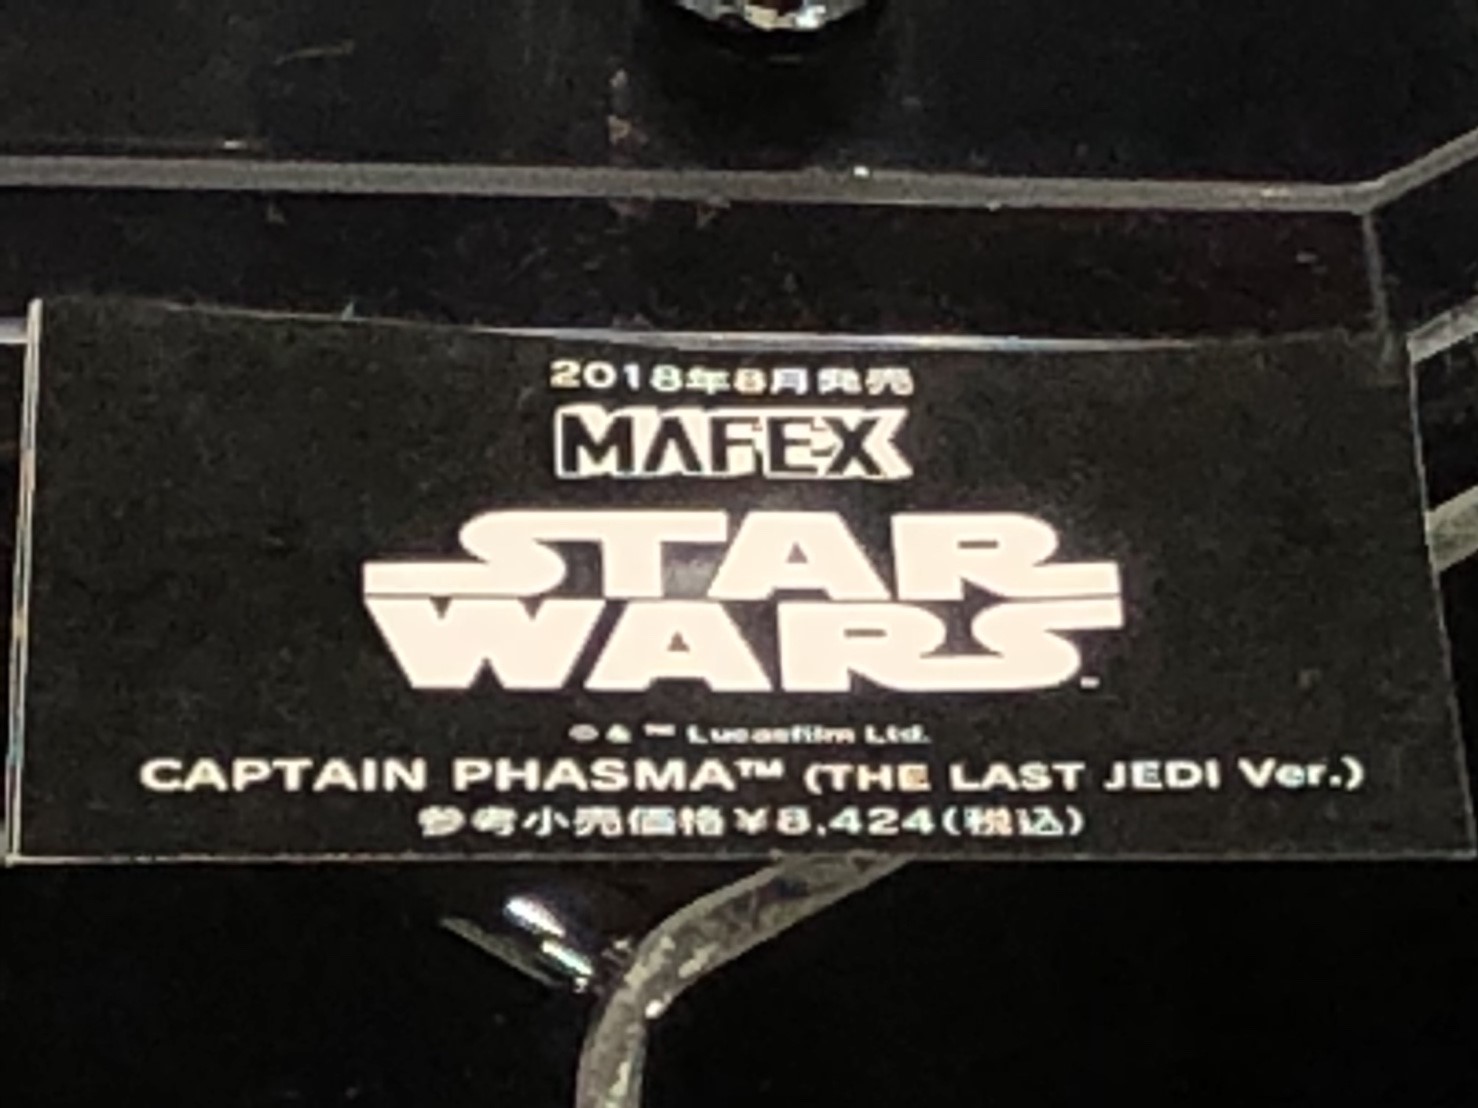 2018年8月発売
MAFEX
STAR
WARS™
© & ™ Lucasfilm Ltd.
CAPTAIN PHASMA™ (THE LAST JEDI Ver.)
参考小売価格¥8,424(税込)